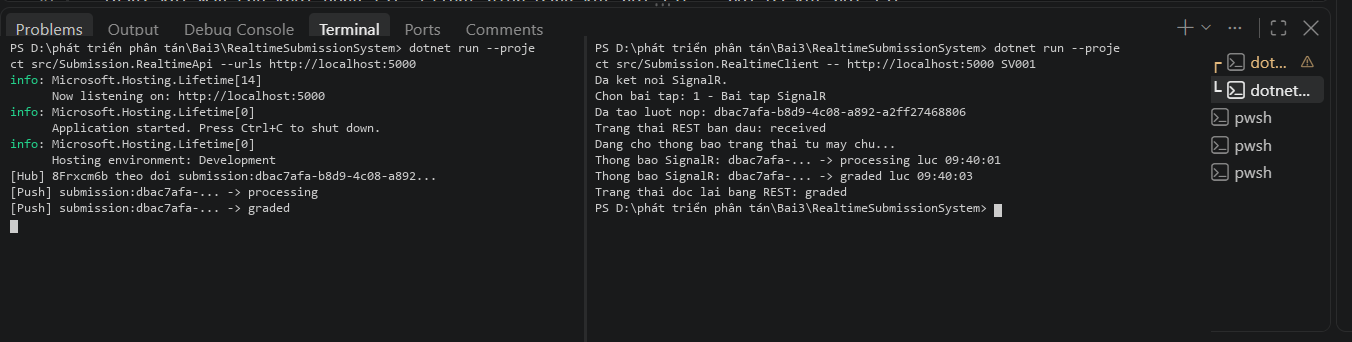 Problems Output Debug Console Terminal Ports Comments
PS D:\phát triển phân tán\Bai3\RealtimeSubmissionSystem> dotnet run --proje
ct src/Submission.RealtimeApi --urls http://localhost:5000
info: Microsoft.Hosting.Lifetime[14]
Now listening on: http://localhost:5000
info: Microsoft.Hosting.Lifetime[0]
Application started. Press Ctrl+C to shut down.
info: Microsoft.Hosting.Lifetime[0]
Hosting environment: Development
[Hub] 8Frxcm6b theo doi submission:dbac7afa-b8d9-4c08-a892...
[Push] submission:dbac7afa-... -> processing
[Push] submission:dbac7afa-... -> graded
PS D:\phát triển phân tán\Bai3\RealtimeSubmissionSystem> dotnet run --proje
ct src/Submission.RealtimeClient -- http://localhost:5000 SV001
Da ket noi SignalR.
Chon bai tap: 1 - Bai tap SignalR
Da tao luot nop: dbac7afa-b8d9-4c08-a892-a2ff27468806
Trang thai REST ban dau: received
Dang cho thong bao trang thai tu may chu...
Thong bao SignalR: dbac7afa-... -> processing luc 09:40:01
Thong bao SignalR: dbac7afa-... -> graded luc 09:40:03
Trang thai doc lai bang REST: graded
PS D:\phát triển phân tán\Bai3\RealtimeSubmissionSystem>
dot...
dotnet...
pwsh
pwsh
pwsh